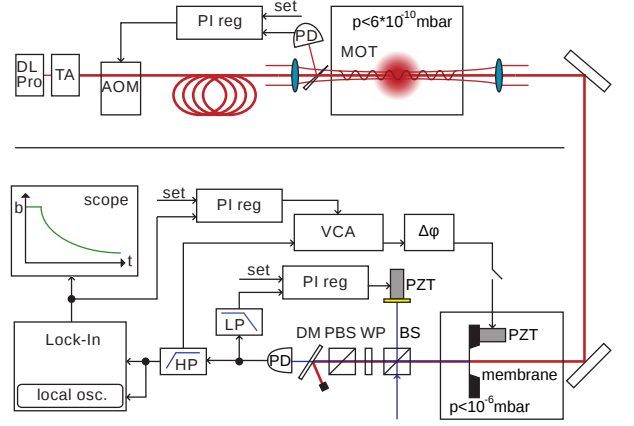 set
PI reg
PD
p<6*10⁻¹⁰mbar
MOT
DL
Pro
TA
AOM
scope
b
t
set
PI reg
VCA
Δφ
set
PI reg
PZT
LP
DM PBS WP BS
PZT
Lock-In
HP
PD
membrane
local osc.
p<10⁻⁶mbar